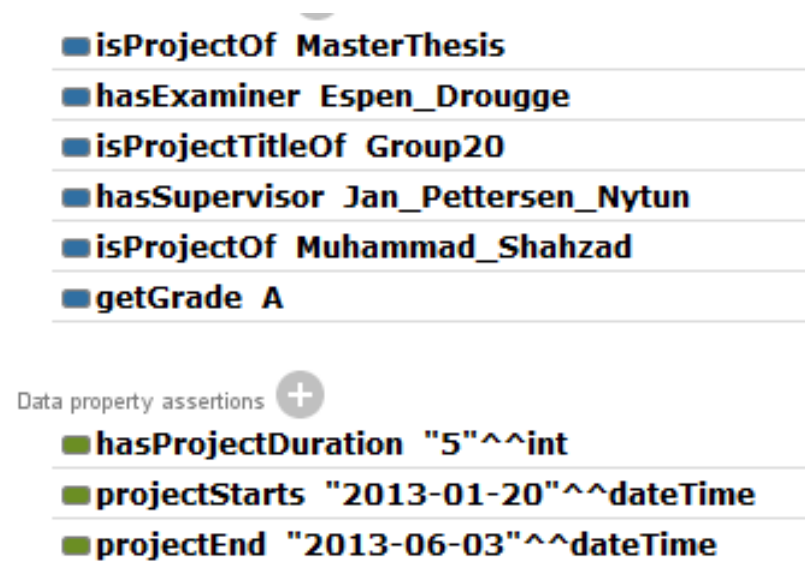 isProjectOf MasterThesis
hasExaminer Espen_Drougge
isProjectTitleOf Group20
hasSupervisor Jan_Pettersen_Nytun
isProjectOf Muhammad_Shahzad
getGrade A
Data property assertions
hasProjectDuration "5"^^int
projectStarts "2013-01-20"^^dateTime
projectEnd "2013-06-03"^^dateTime